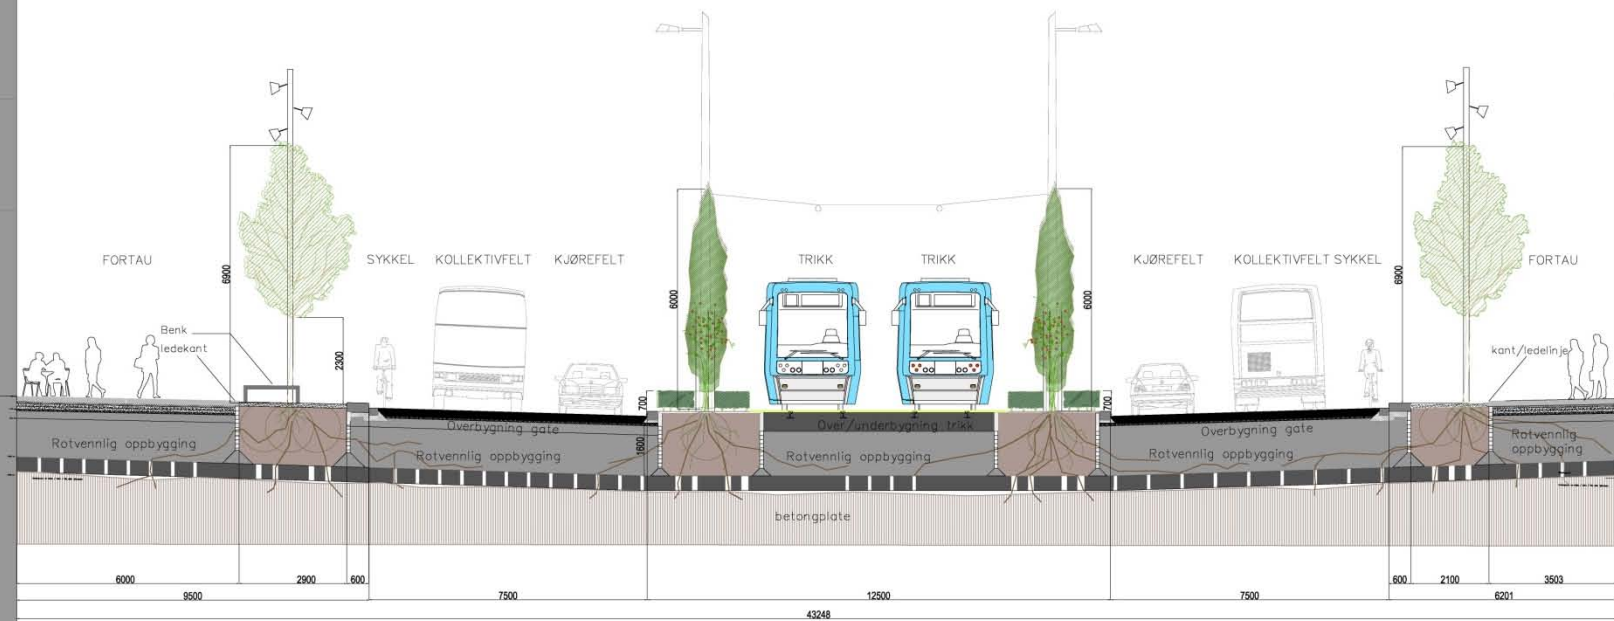 FORTAU
SYKKEL
KOLLEKTIVFELT
KJØREFELT
TRIKK
TRIKK
KJØREFELT
KOLLEKTIVFELT SYKKEL
FORTAU
6900
2300
6000
700
1600
6000
700
6900
Benk
ledekant
kant/ledelinje
Overbygning gate
Over/underbygning trikk
Overbygning gate
Rotvennlig oppbygging
Rotvennlig oppbygging
Rotvennlig oppbygging
Rotvennlig oppbygging
Rotvennlig
oppbygging
betongplate
6000
2900
600
600
2100
3503
9500
7500
12500
7500
6201
43248